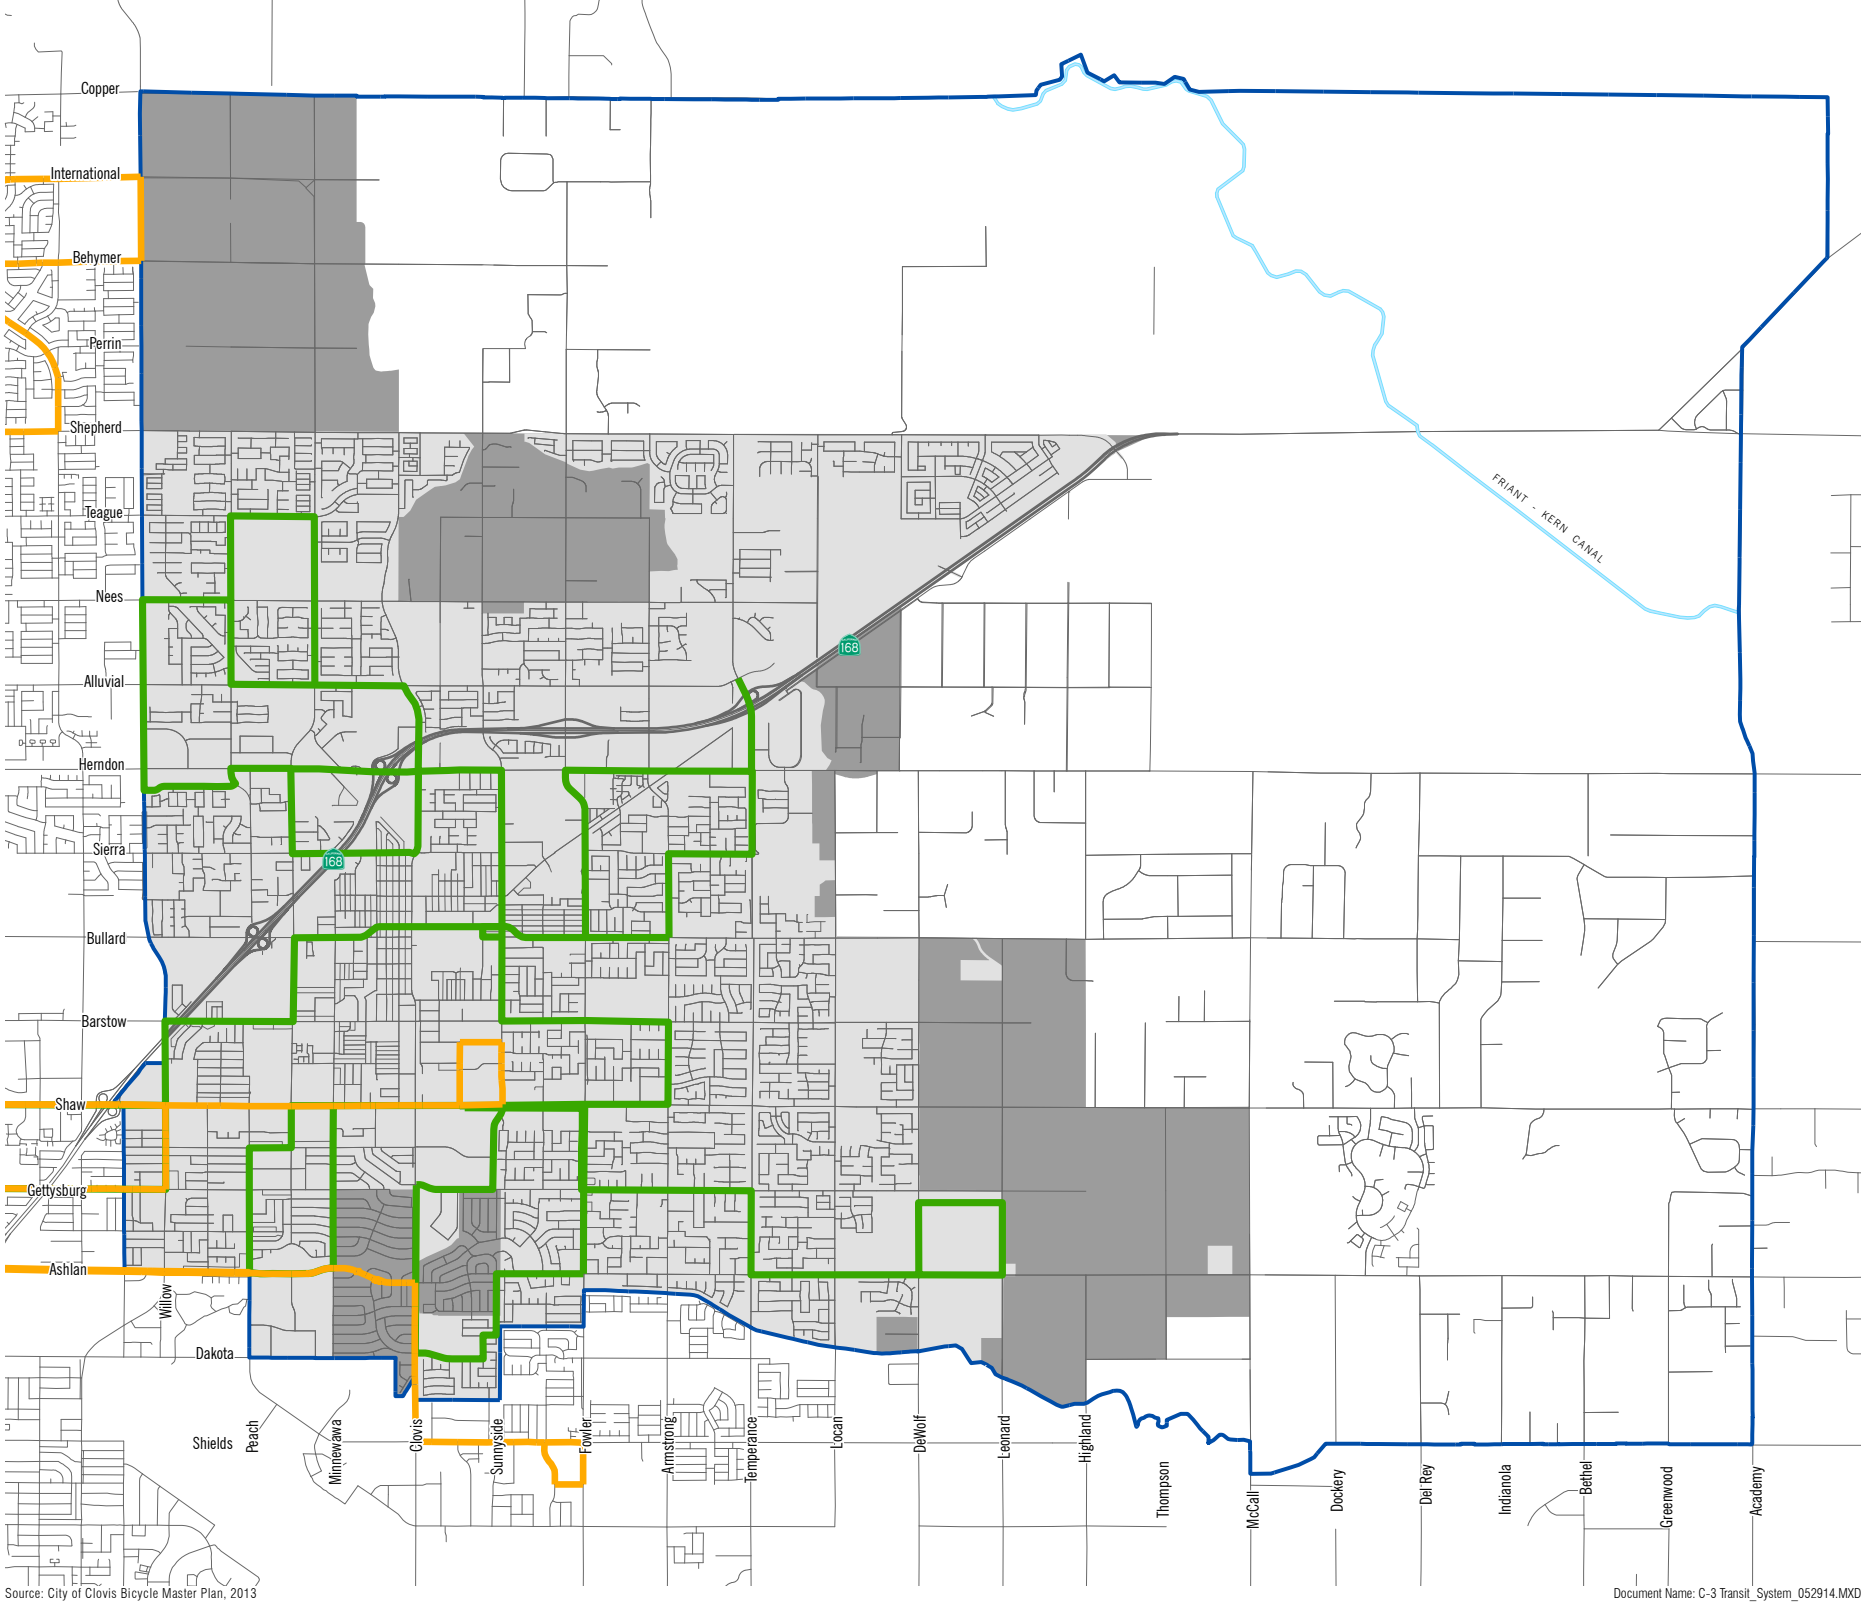 Copper
International
Behymer
Perrin
Shepherd
Teague
Nees
Alluvial
Herndon
Sierra
Bullard
Barstow
Shaw
Gettysburg
Ashlan
Dakota
Shields
FRIANT - KERN CANAL
168
168
Willow
Peach
Minnewawa
Clovis
Sunnyside
Fowler
Armstrong
Temperance
Locan
DeWolf
Leonard
Highland
Thompson
McCall
Dockery
Del Rey
Indianola
Bethel
Greenwood
Academy
Source: City of Clovis Bicycle Master Plan, 2013
Document Name: C-3 Transit_System_052914.MXD